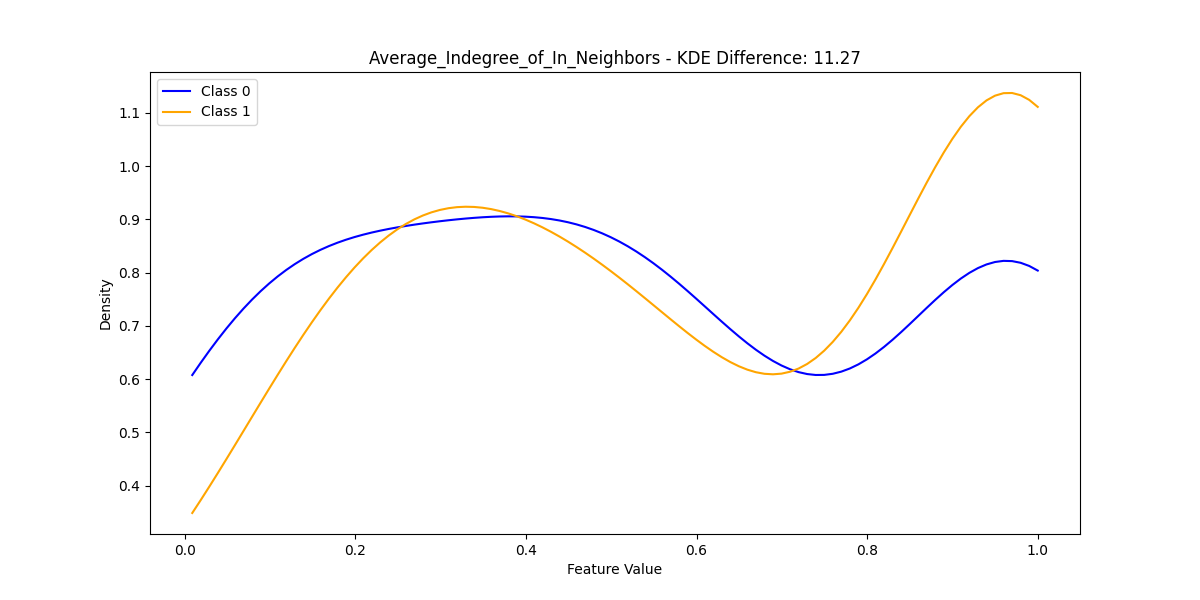 Average_Indegree_of_In_Neighbors - KDE Difference: 11.27
Class 0
Class 1
Density
1.1
1.0
0.9
0.8
0.7
0.6
0.5
0.4
0.0 0.2 0.4 0.6 0.8 1.0
Feature Value